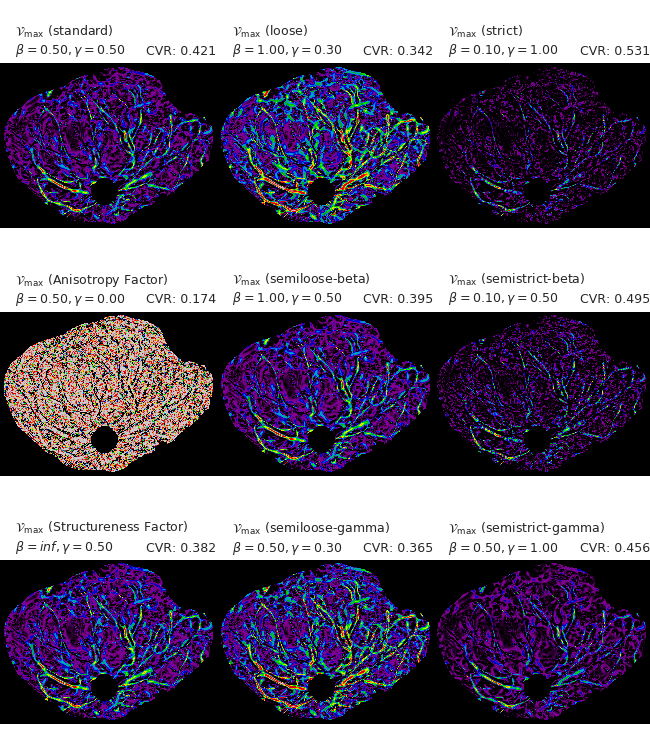 𝒱max (standard) 𝒱max (loose) 𝒱max (strict)
β = 0.50, γ = 0.50 CVR: 0.421 β = 1.00, γ = 0.30 CVR: 0.342 β = 0.10, γ = 1.00 CVR: 0.531
𝒱max (Anisotropy Factor) 𝒱max (semiloose-beta) 𝒱max (semistrict-beta)
β = 0.50, γ = 0.00 CVR: 0.174 β = 1.00, γ = 0.50 CVR: 0.395 β = 0.10, γ = 0.50 CVR: 0.495
𝒱max (Structureness Factor) 𝒱max (semiloose-gamma) 𝒱max (semistrict-gamma)
β = inf, γ = 0.50 CVR: 0.382 β = 0.50, γ = 0.30 CVR: 0.365 β = 0.50, γ = 1.00 CVR: 0.456